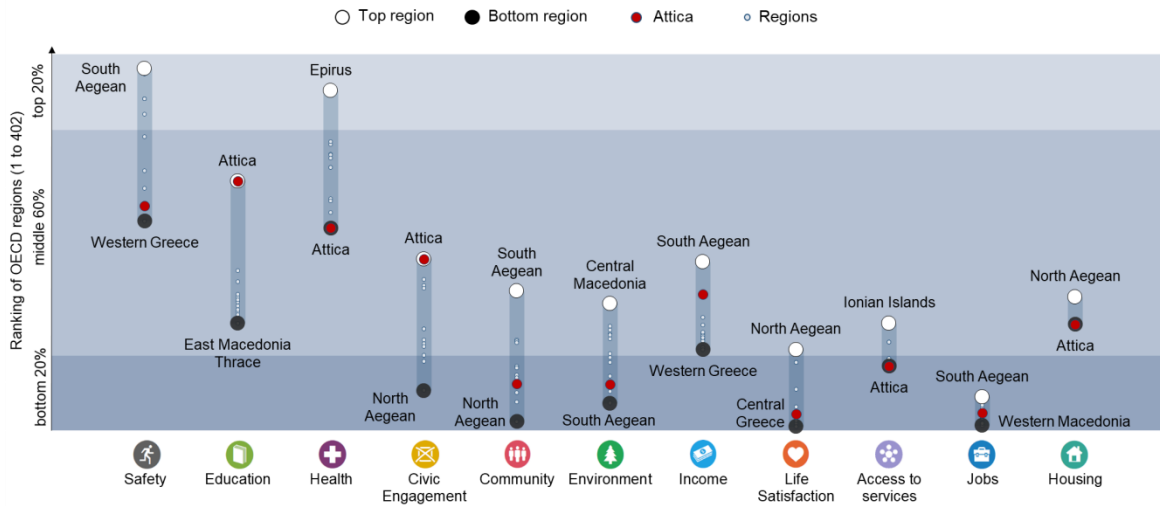 Top region
Bottom region
Attica
Regions
Ranking of OECD regions (1 to 402)
top 20%
middle 60%
bottom 20%
South
Aegean
Western Greece
Attica
East Macedonia
Thrace
Epirus
Attica
Attica
North
Aegean
South
Aegean
North
Aegean
Central
Macedonia
South Aegean
South Aegean
Western Greece
North Aegean
Central
Greece
Ionian Islands
Attica
South Aegean
Western Macedonia
North Aegean
Attica
Safety
Education
Health
Civic
Engagement
Community
Environment
Income
Life
Satisfaction
Access to
services
Jobs
Housing